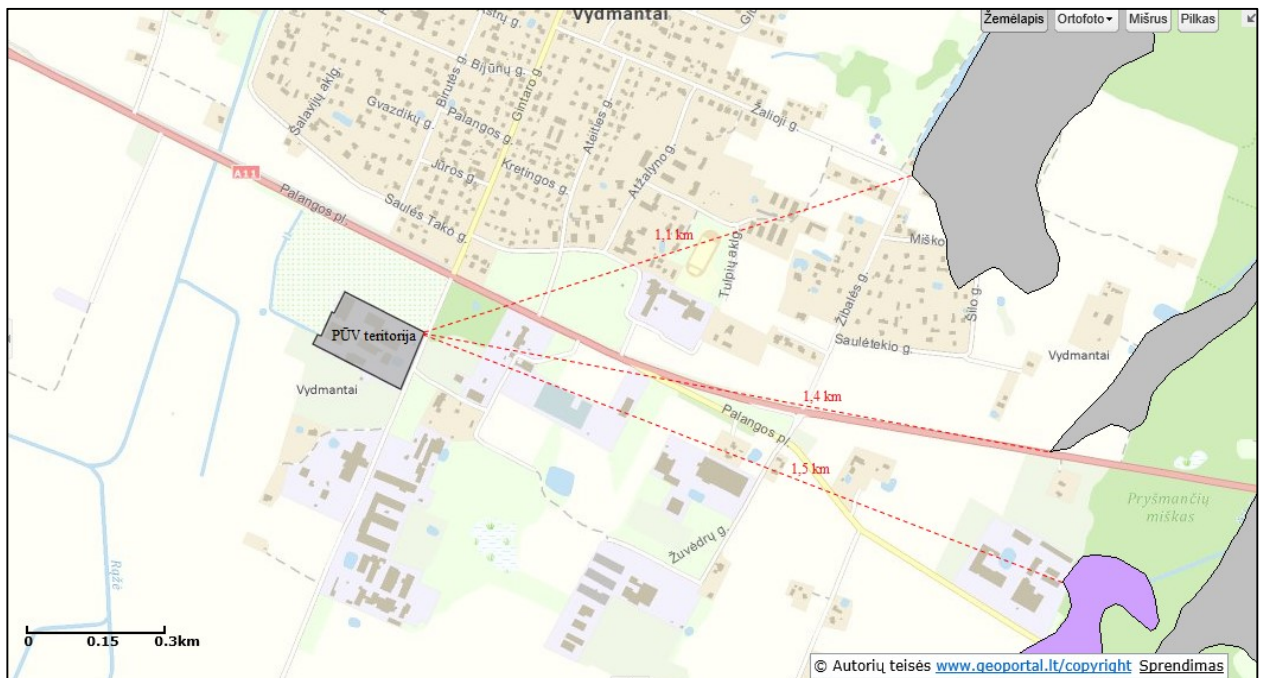 Vydmantai
Žemėlapis
Ortofoto
Mišrus
Pilkas
Bijūnų g.
Birutės g.
Gintaro g.
Šalavijų aklg.
Gvazdikų g.
Palangos g.
Ateities g.
Žalioji g.
Atžalyno g.
Kretingos g.
Jūros g.
A11
Palangos pl.
Saulės Tako g.
1,1 km
Tulpių aklg.
Miško
Žibalės g.
Šilo g.
Saulėtekio g.
Vydmantai
PŪV teritorija
Vydmantai
1,4 km
Palangos pl.
1,5 km
Pryšmančių
miškas
Žuvėdrų g.
Rąžė
0 0.15 0.3km
© Autorių teisės www.geoportal.lt/copyright Sprendimas